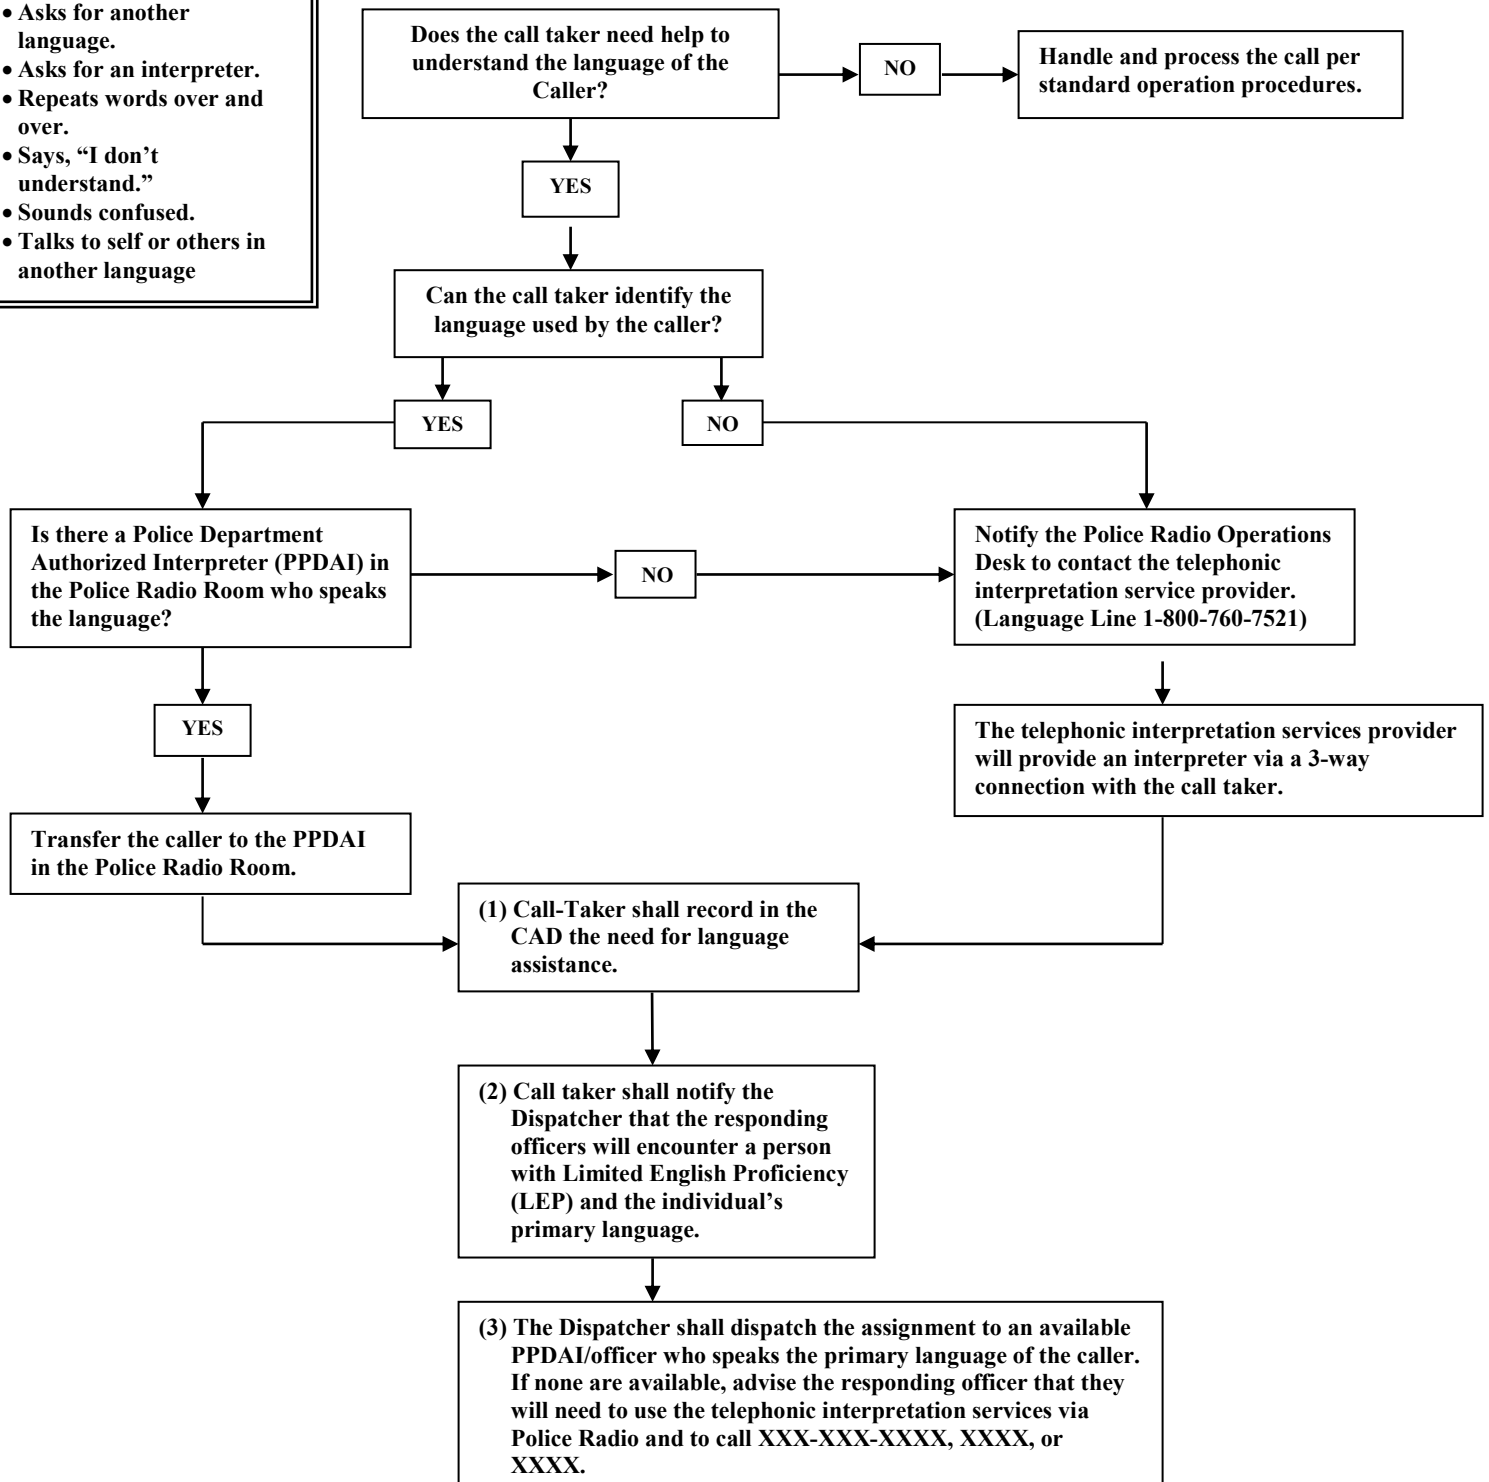 • Asks for another
language.
• Asks for an interpreter.
• Repeats words over and
over.
• Says, “I don’t
understand.”
• Sounds confused.
• Talks to self or others in
another language
Does the call taker need help to
understand the language of the
Caller?
NO
Handle and process the call per
standard operation procedures.
YES
Can the call taker identify the
language used by the caller?
YES
NO
Is there a Police Department
Authorized Interpreter (PPDAI) in
the Police Radio Room who speaks
the language?
NO
Notify the Police Radio Operations
Desk to contact the telephonic
interpretation service provider.
(Language Line 1-800-760-7521)
YES
The telephonic interpretation services provider
will provide an interpreter via a 3-way
connection with the call taker.
Transfer the caller to the PPDAI
in the Police Radio Room.
(1) Call-Taker shall record in the
CAD the need for language
assistance.
(2) Call taker shall notify the
Dispatcher that the responding
officers will encounter a person
with Limited English Proficiency
(LEP) and the individual’s
primary language.
(3) The Dispatcher shall dispatch the assignment to an available
PPDAI/officer who speaks the primary language of the caller.
If none are available, advise the responding officer that they
will need to use the telephonic interpretation services via
Police Radio and to call XXX-XXX-XXXX, XXXX, or
XXXX.